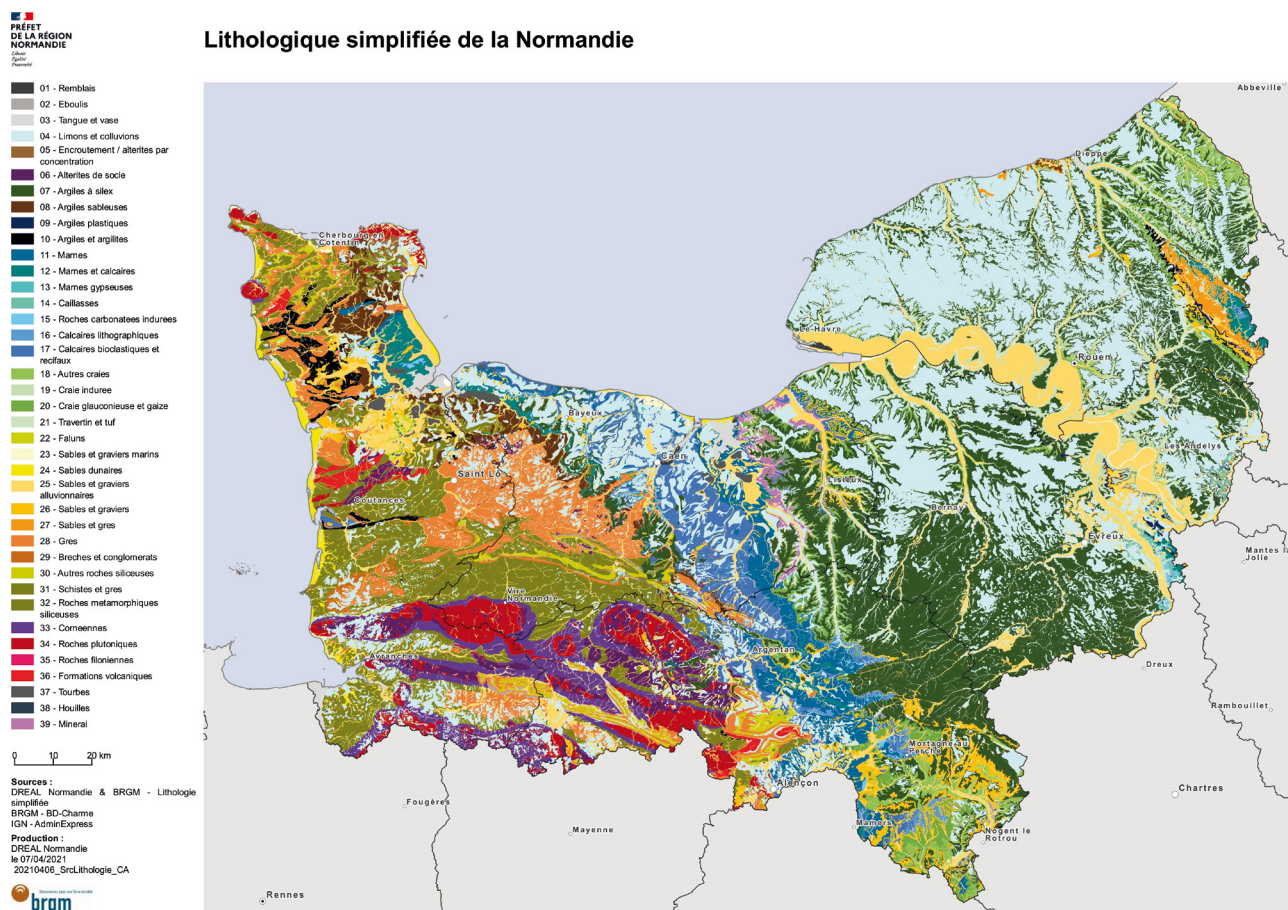 PRÉFET
DE LA RÉGION
NORMANDIE
Liberté
Égalité
Fraternité
Lithologique simplifiée de la Normandie
01 - Remblais
02 - Eboulis
03 - Tangue et vase
04 - Limons et colluvions
05 - Encroutement / alterites par
concentration
06 - Alterites de socle
07 - Argiles à silex
08 - Argiles sableuses
09 - Argiles plastiques
10 - Argiles et argilites
11 - Marnes
12 - Marnes et calcaires
13 - Marnes gypseuses
14 - Caillasses
15 - Roches carbonatees indurees
16 - Calcaires lithographiques
17 - Calcaires bioclastiques et
recifaux
18 - Autres craies
19 - Craie induree
20 - Craie glauconieuse et gaize
21 - Travertin et tuf
22 - Faluns
23 - Sables et graviers marins
24 - Sables dunaires
25 - Sables et graviers
alluvionnaires
26 - Sables et graviers
27 - Sables et gres
28 - Gres
29 - Breches et conglomerats
30 - Autres roches siliceuses
31 - Schistes et gres
32 - Roches metamorphiques
siliceuses
33 - Corneennes
34 - Roches plutoniques
35 - Roches filoniennes
36 - Formations volcaniques
37 - Tourbes
38 - Houilles
39 - Minerai
0 10 20 km
Sources :
DREAL Normandie & BRGM - Lithologie
simplifiée
BRGM - BD-Charme
IGN - AdminExpress
Production :
DREAL Normandie
le 07/04/2021
20210406_SrcLithologie_CA
brgm
Abbeville
Dieppe
Cherbourg en
Cotentin
Le Havre
Rouen
Bayeux
Les Andelys
Caen
Saint Lô
Lisieux
Coutances
Bernay
Evreux
Mantes la
Jolie
Vire
Normandie
Avranches
Argentan
Dreux
Rambouillet
Mortagne au
Perche
Alençon
Chartres
Fougères
Mamers
Mayenne
Nogent le
Rotrou
Rennes